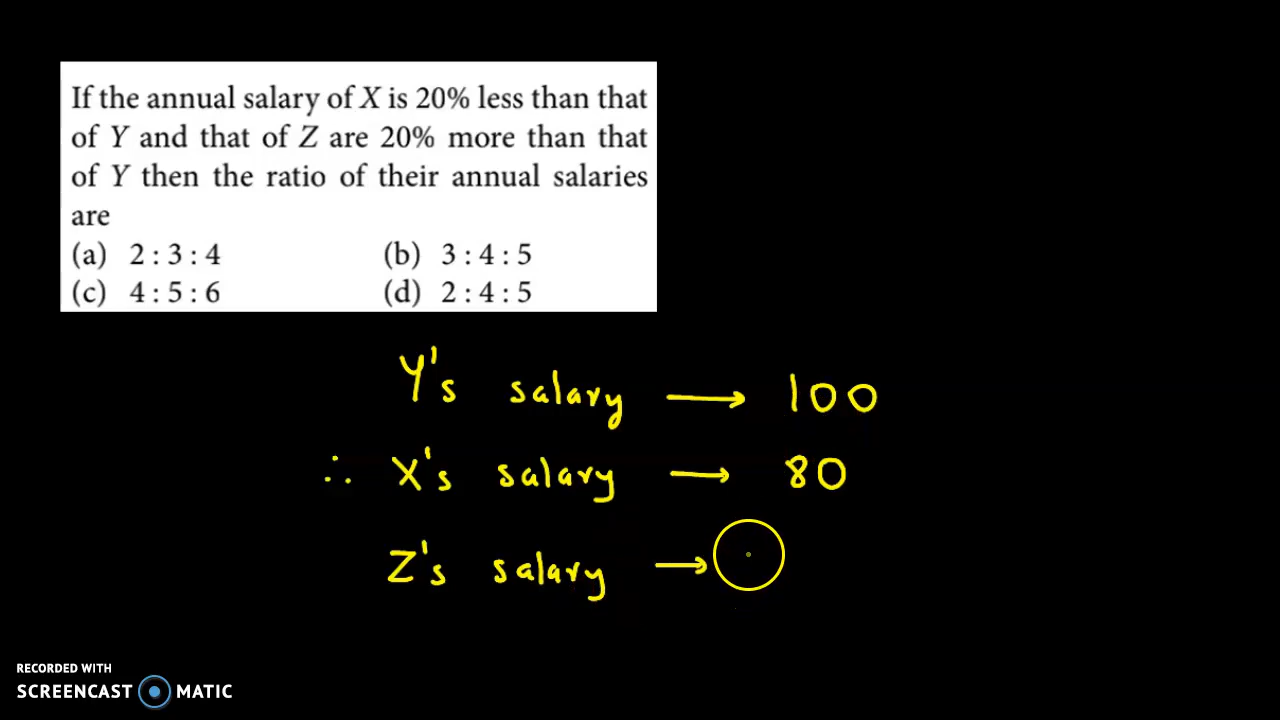 If the annual salary of X is 20% less than that
of Y and that of Z are 20% more than that
of Y then the ratio of their annual salaries
are
(a) 2 : 3 : 4 (b) 3 : 4 : 5
(c) 4 : 5 : 6 (d) 2 : 4 : 5
Y's salary → 100
∴ X's salary → 80
Z's salary →
RECORDED WITH
SCREENCAST MATIC